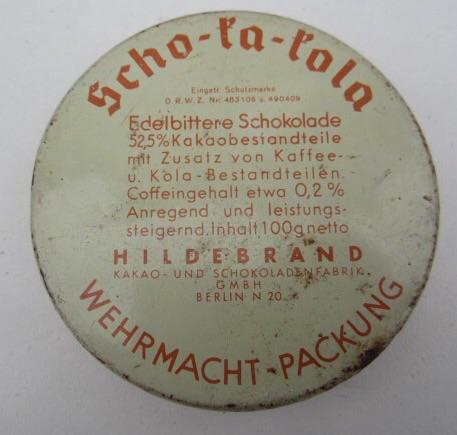 Scho-ka-kola
Eingetr. Schutzmarke
D.R.W.Z. Nr. 463106 u. 490409
Edelbittere Schokolade
52,5% Kakaobestandteile
mit Zusatz von Kaffee-
u. Kola-Bestandteilen.
Coffeingehalt etwa 0,2 %
Anregend und leistungs-
steigernd. Inhalt 100g netto
HILDEBRAND
KAKAO- UND SCHOKOLADENFABRIK
GMBH
BERLIN N 20
WEHRMACHT-PACKUNG